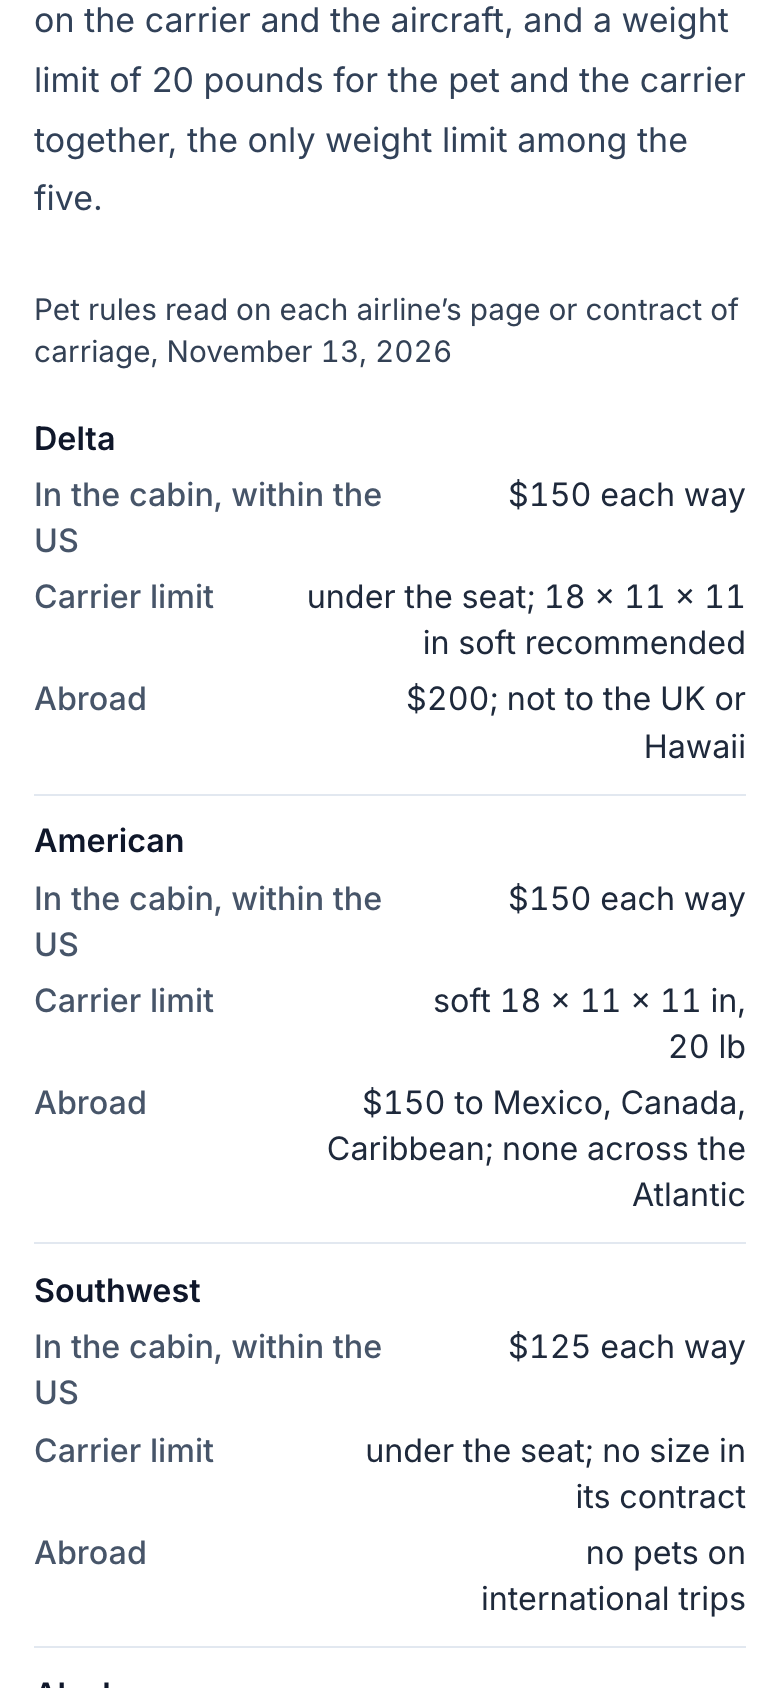 on the carrier and the aircraft, and a weight
limit of 20 pounds for the pet and the carrier
together, the only weight limit among the
five.
Pet rules read on each airline’s page or contract of
carriage, November 13, 2026
Delta
In the cabin, within the US
$150 each way
Carrier limit
under the seat; 18 × 11 × 11
in soft recommended
Abroad
$200; not to the UK or
Hawaii
American
In the cabin, within the US
$150 each way
Carrier limit
soft 18 × 11 × 11 in,
20 lb
Abroad
$150 to Mexico, Canada,
Caribbean; none across the
Atlantic
Southwest
In the cabin, within the US
$125 each way
Carrier limit
under the seat; no size in
its contract
Abroad
no pets on
international trips